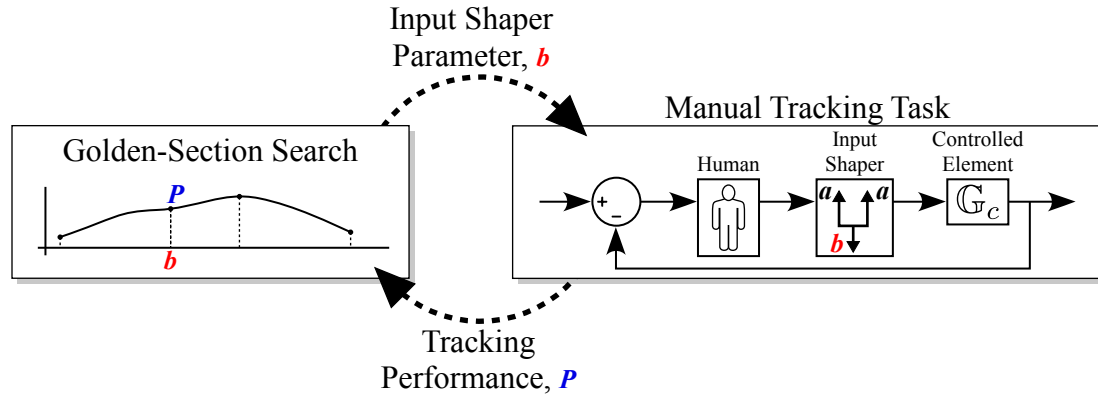 Input Shaper
Parameter, b
Manual Tracking Task
Golden-Section Search
P
b
Human
Input
Shaper
a a
b
Controlled
Element
𝔾c
+
−
Tracking
Performance, P